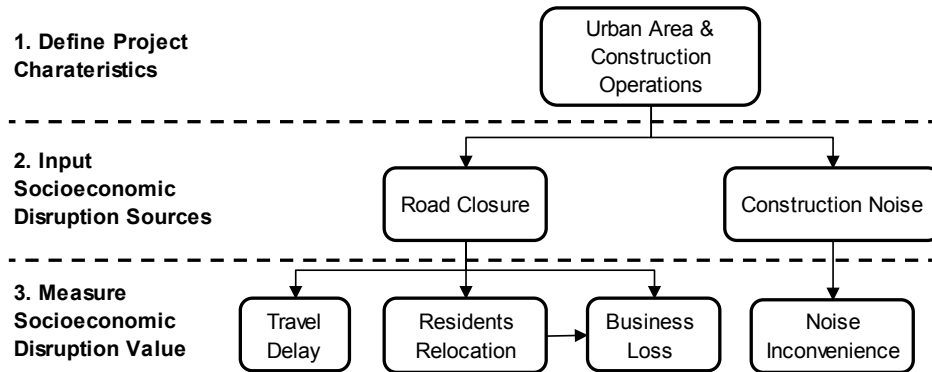 1. Define Project
Charateristics
Urban Area &
Construction
Operations
2. Input
Socioeconomic
Disruption Sources
Road Closure
Construction Noise
3. Measure
Socioeconomic
Disruption Value
Travel
Delay
Residents
Relocation
Business
Loss
Noise
Inconvenience